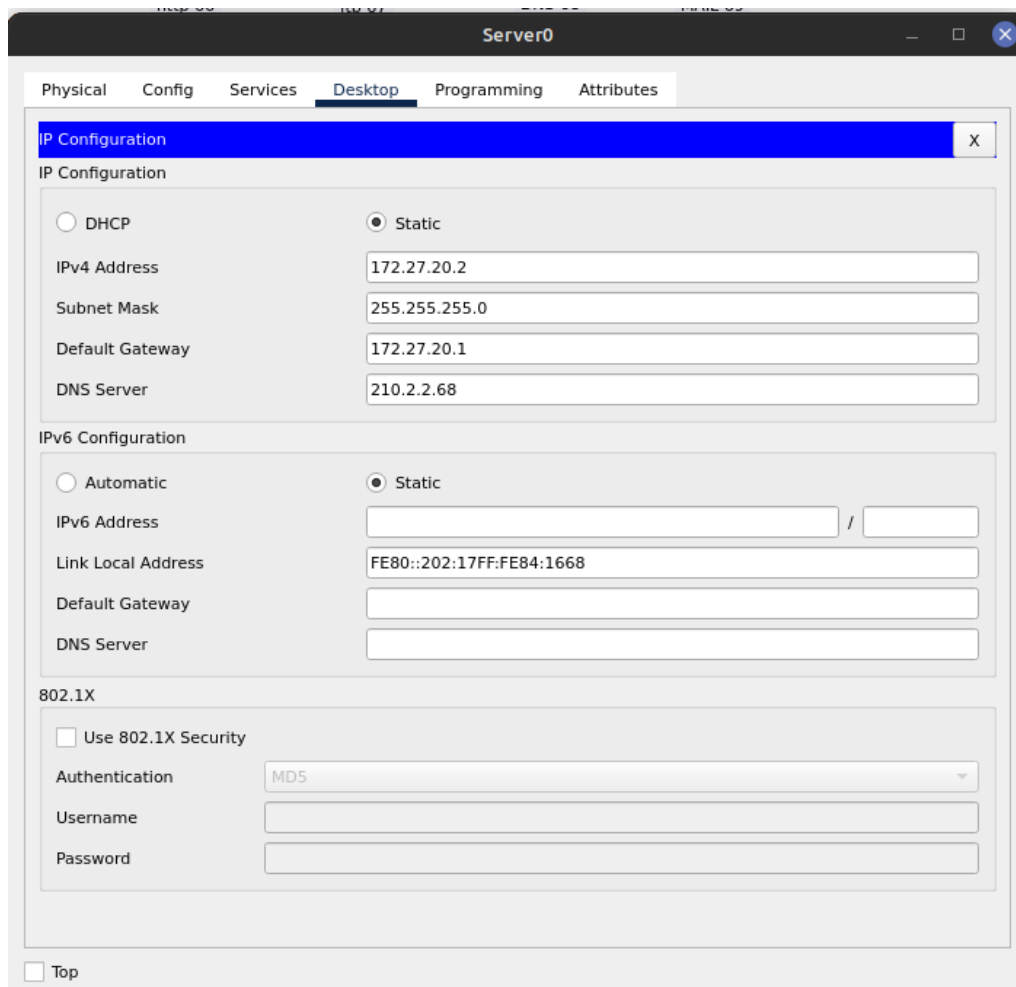 Server0
Physical Config Services Desktop Programming Attributes
IP Configuration X
IP Configuration
DHCP Static
IPv4 Address 172.27.20.2
Subnet Mask 255.255.255.0
Default Gateway 172.27.20.1
DNS Server 210.2.2.68
IPv6 Configuration
Automatic Static
IPv6 Address /
Link Local Address FE80::202:17FF:FE84:1668
Default Gateway
DNS Server
802.1X
Use 802.1X Security
Authentication MD5
Username
Password
Top